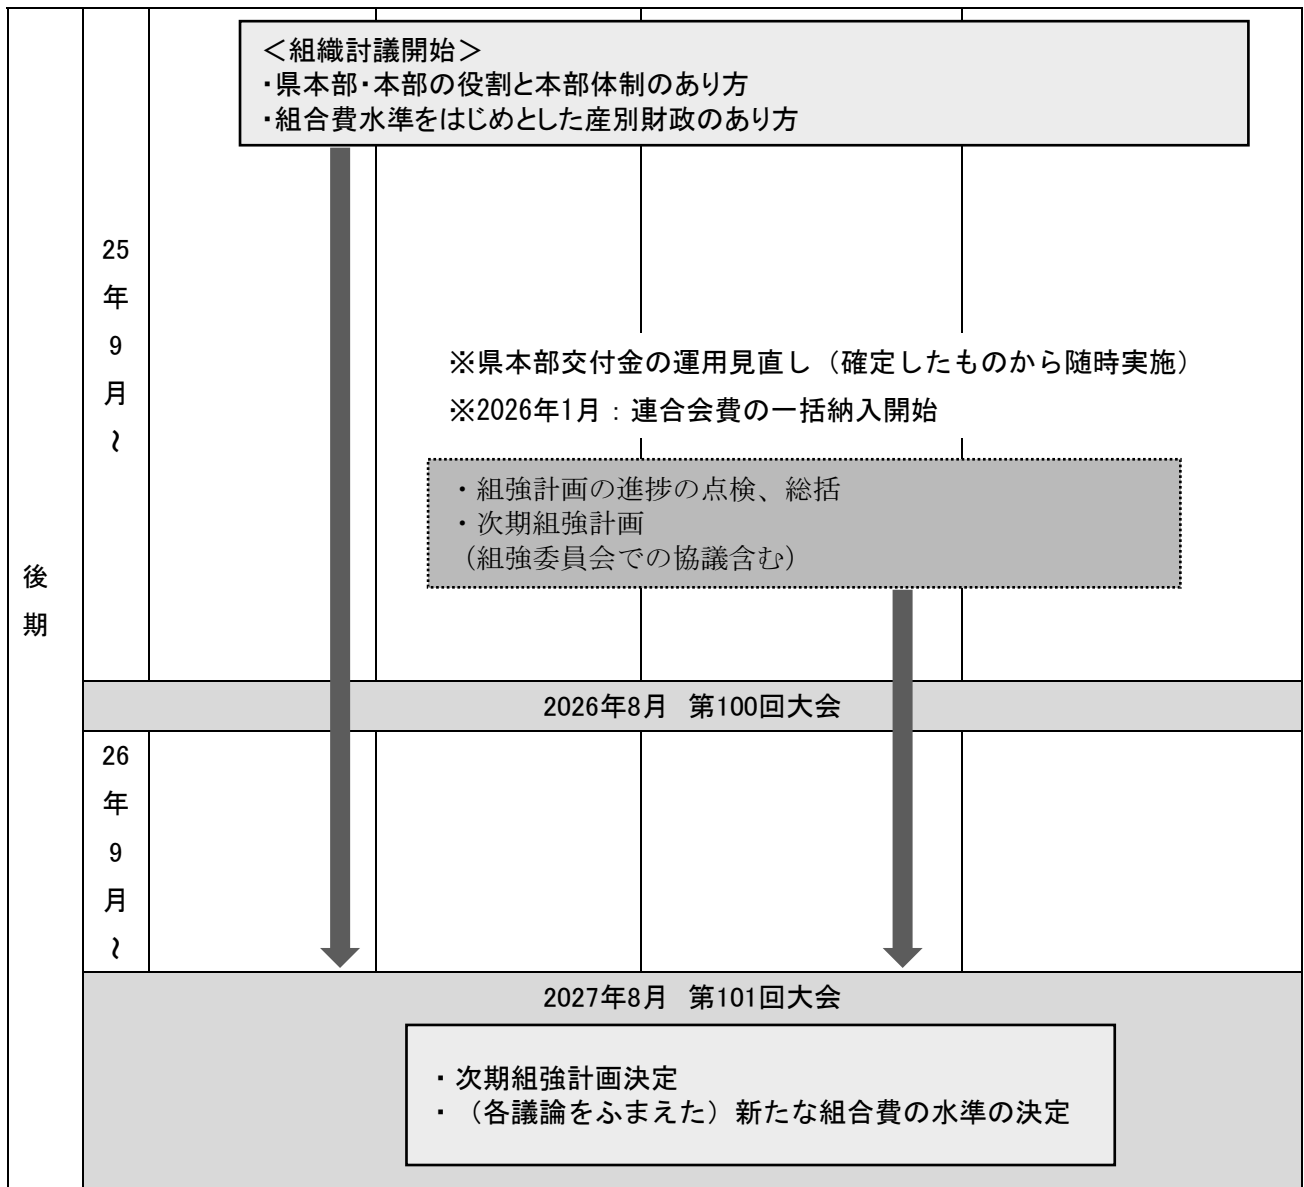 ＜組織討議開始＞
・県本部・本部の役割と本部体制のあり方
・組合費水準をはじめとした産別財政のあり方
後期
25年9月～
※県本部交付金の運用見直し（確定したものから随時実施）
※2026年1月：連合会費の一括納入開始
・組強計画の進捗の点検、総括
・次期組強計画
（組強委員会での協議含む）
2026年8月　第100回大会
26年9月～
2027年8月　第101回大会
・次期組強計画決定
・（各議論をふまえた）新たな組合費の水準の決定